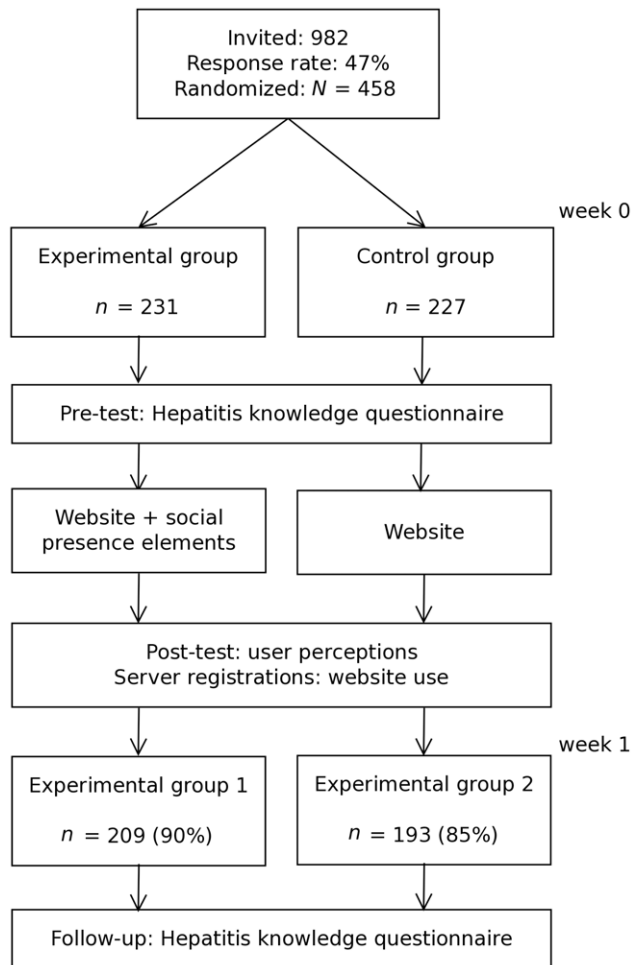 Invited: 982
Response rate: 47%
Randomized: N = 458
week 0
Experimental group
n = 231
Control group
n = 227
Pre-test: Hepatitis knowledge questionnaire
Website + social
presence elements
Website
Post-test: user perceptions
Server registrations: website use
week 1
Experimental group 1
n = 209 (90%)
Experimental group 2
n = 193 (85%)
Follow-up: Hepatitis knowledge questionnaire